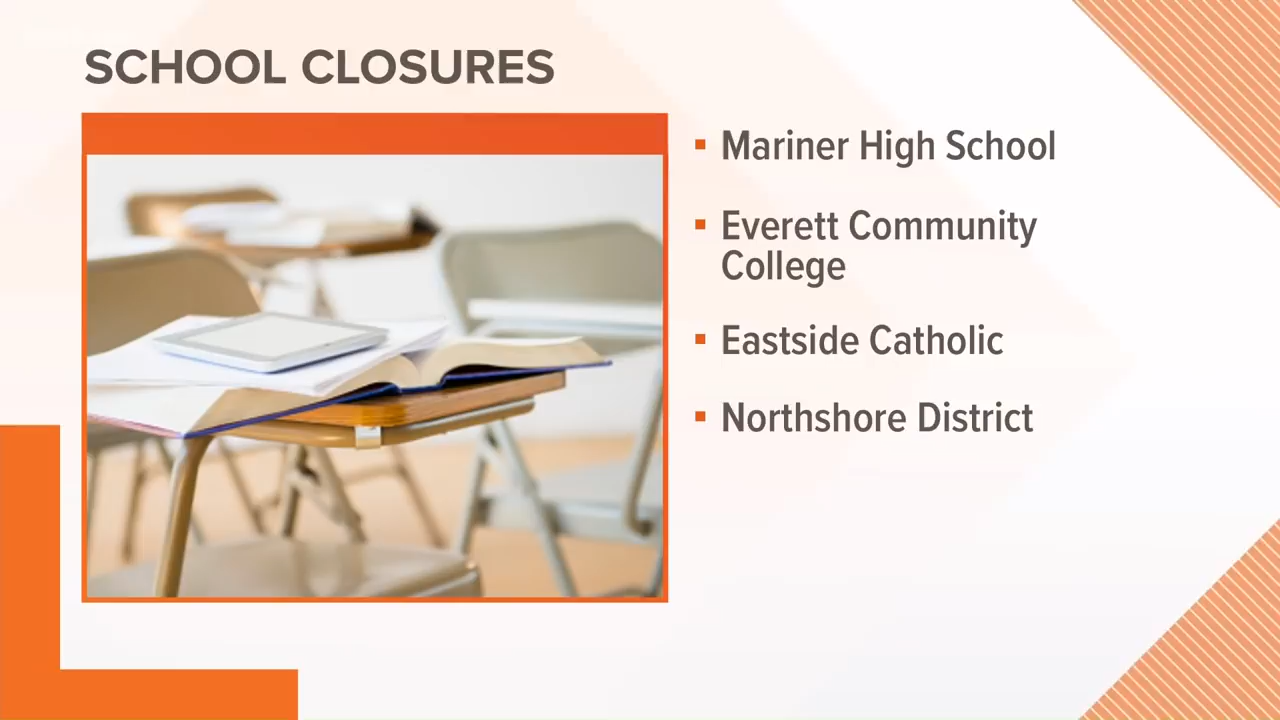 SCHOOL CLOSURES
Mariner High School
Everett Community
College
Eastside Catholic
Northshore District